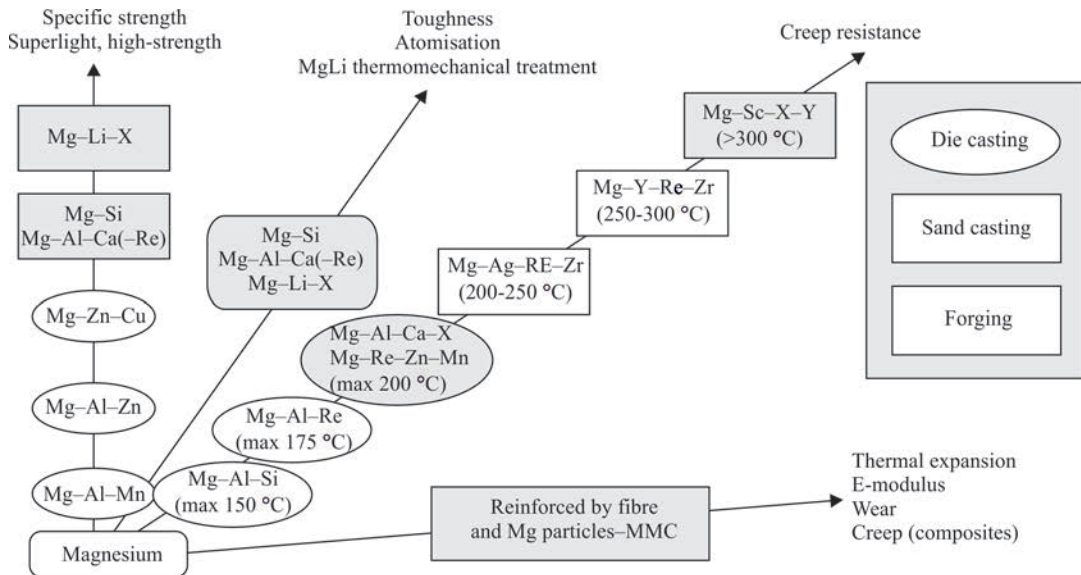 Specific strength
Superlight, high-strength
Toughness
Atomisation
MgLi thermomechanical treatment
Creep resistance
Mg–Li–X
Mg–Si
Mg–Al–Ca(–Re)
Mg–Zn–Cu
Mg–Al–Zn
Mg–Al–Mn
Magnesium
Mg–Si
Mg–Al–Ca(–Re)
Mg–Li–X
Mg–Sc–X–Y
(>300 °C)
Mg–Y–Re–Zr
(250-300 °C)
Mg–Ag–RE–Zr
(200-250 °C)
Mg–Al–Ca–X
Mg–Re–Zn–Mn
(max 200 °C)
Mg–Al–Re
(max 175 °C)
Mg–Al–Si
(max 150 °C)
Reinforced by fibre
and Mg particles–MMC
Thermal expansion
E-modulus
Wear
Creep (composites)
Die casting
Sand casting
Forging